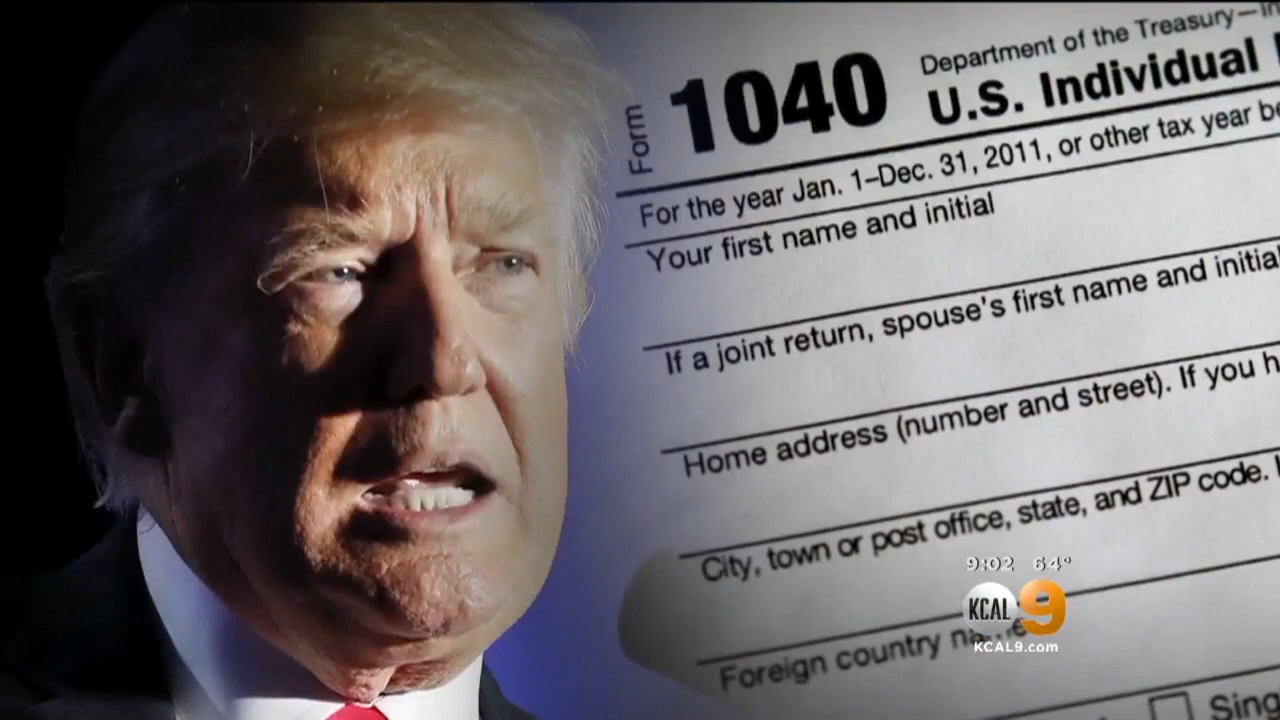 Form
1040
Department of the Treasury—In
U.S. Individual
For the year Jan. 1–Dec. 31, 2011, or other tax year be
Your first name and initial
If a joint return, spouse's first name and initial
Home address (number and street). If you h
City, town or post office, state, and ZIP code.
Foreign country
Sing
9:02 64°
KCAL 9
KCAL9.com